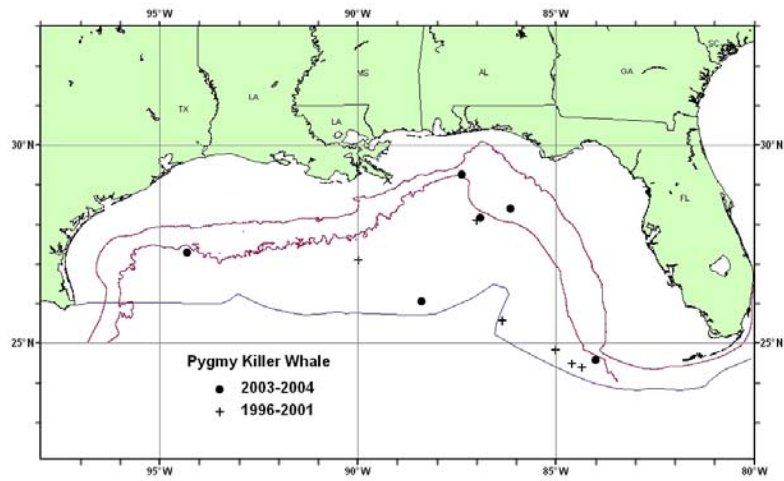 95°W 90°W 85°W 80°W
SC
MS AL GA
LA
TX
LA
30°N 30°N
FL
25°N 25°N
Pygmy Killer Whale
2003-2004
1996-2001
95°W 90°W 85°W 80°W